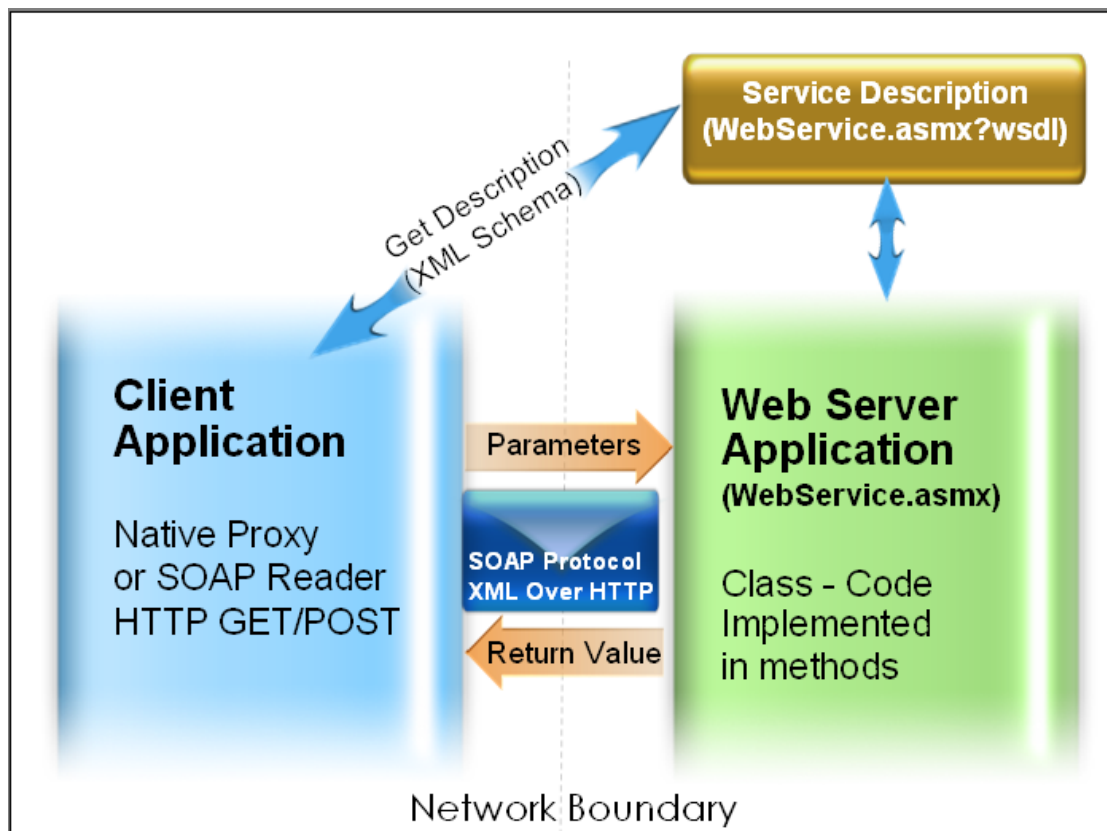 Service Description
(WebService.asmx?wsdl)
Get Description
(XML Schema)
Client
Application
Native Proxy
or SOAP Reader
HTTP GET/POST
Parameters
SOAP Protocol
XML Over HTTP
Return Value
Web Server
Application
(WebService.asmx)
Class - Code
Implemented
in methods
Network Boundary